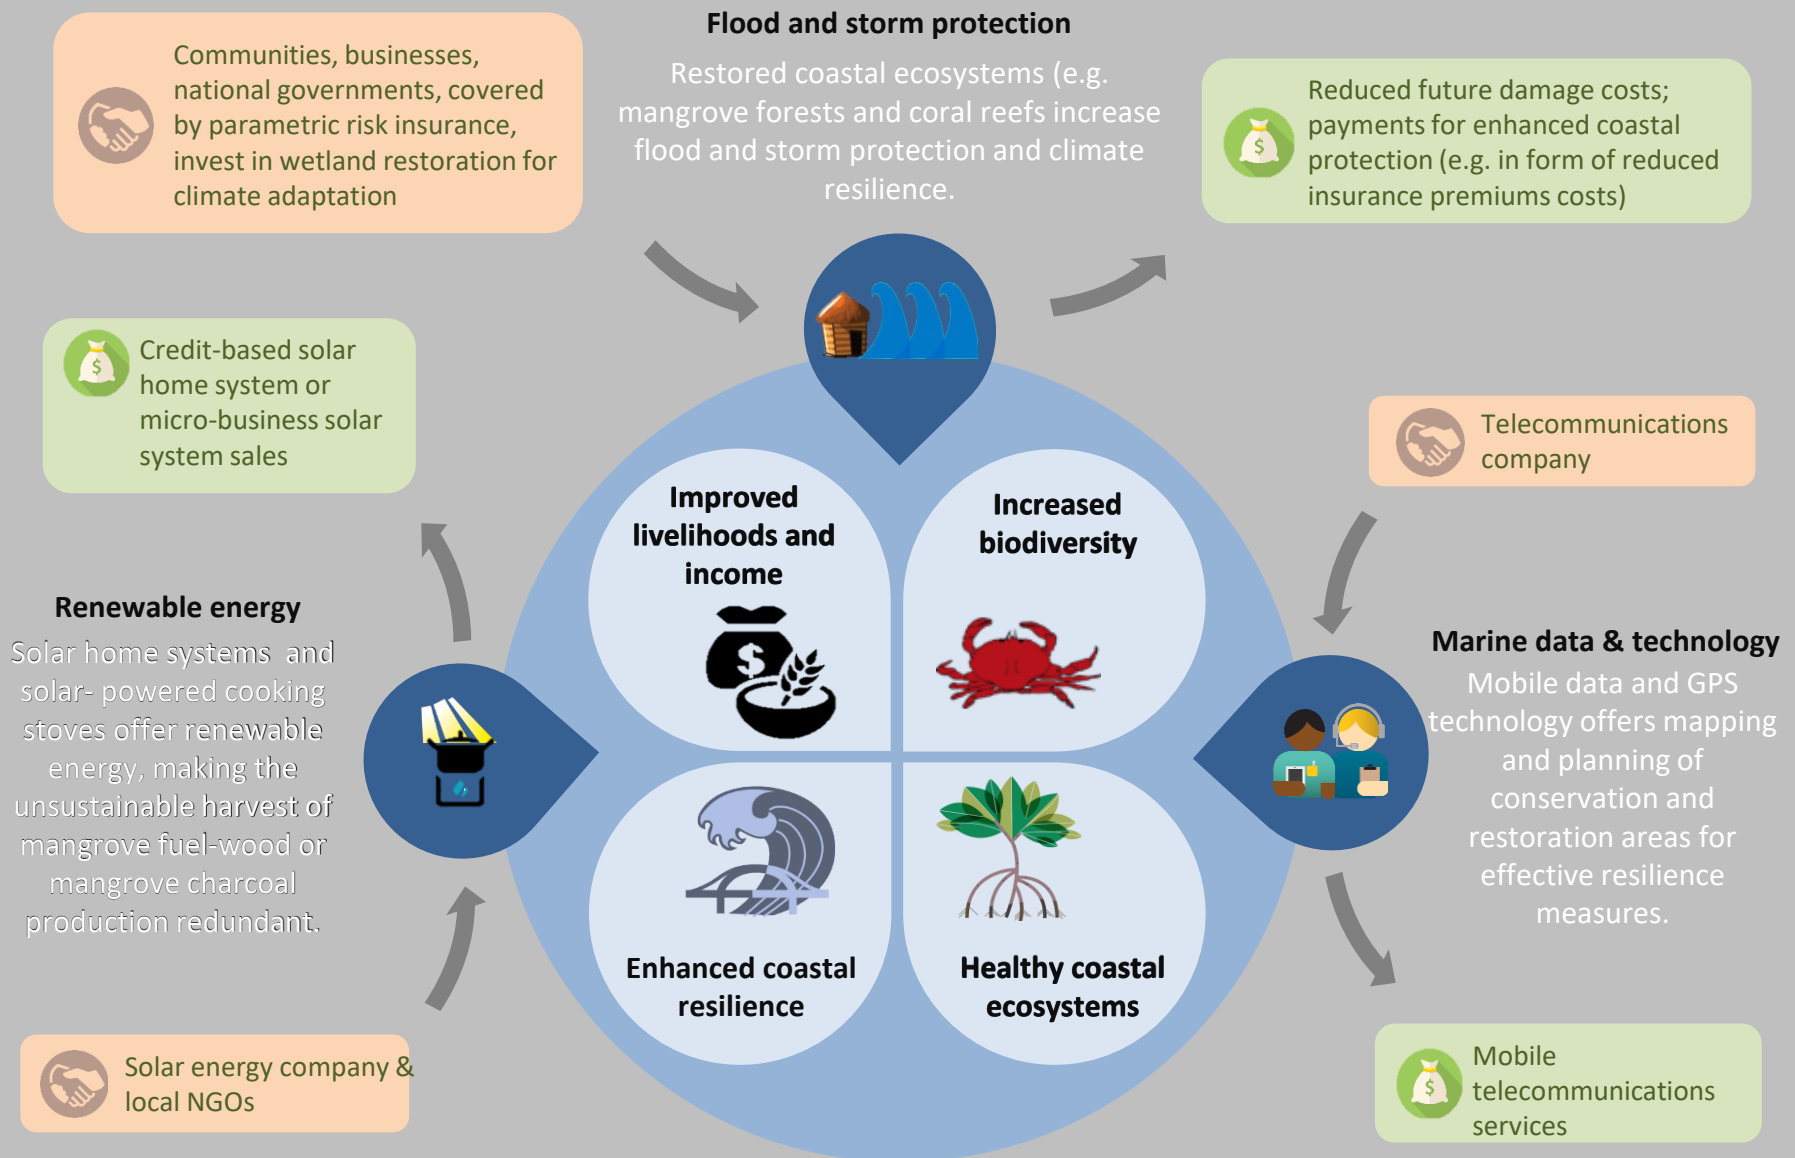 Flood and storm protection
Restored coastal ecosystems (e.g.
mangrove forests and coral reefs increase
flood and storm protection and climate
resilience.
Communities, businesses,
national governments, covered
by parametric risk insurance,
invest in wetland restoration for
climate adaptation
Reduced future damage costs;
payments for enhanced coastal
protection (e.g. in form of reduced
insurance premiums costs)
Credit-based solar
home system or
micro-business solar
system sales
Telecommunications
company
Improved
livelihoods and
income
$
Increased
biodiversity
Renewable energy
Solar home systems and
solar- powered cooking
stoves offer renewable
energy, making the
unsustainable harvest of
mangrove fuel-wood or
mangrove charcoal
production redundant.
Marine data & technology
Mobile data and GPS
technology offers mapping
and planning of
conservation and
restoration areas for
effective resilience
measures.
Enhanced coastal
resilience
Healthy coastal
ecosystems
Solar energy company &
local NGOs
Mobile
telecommunications
services